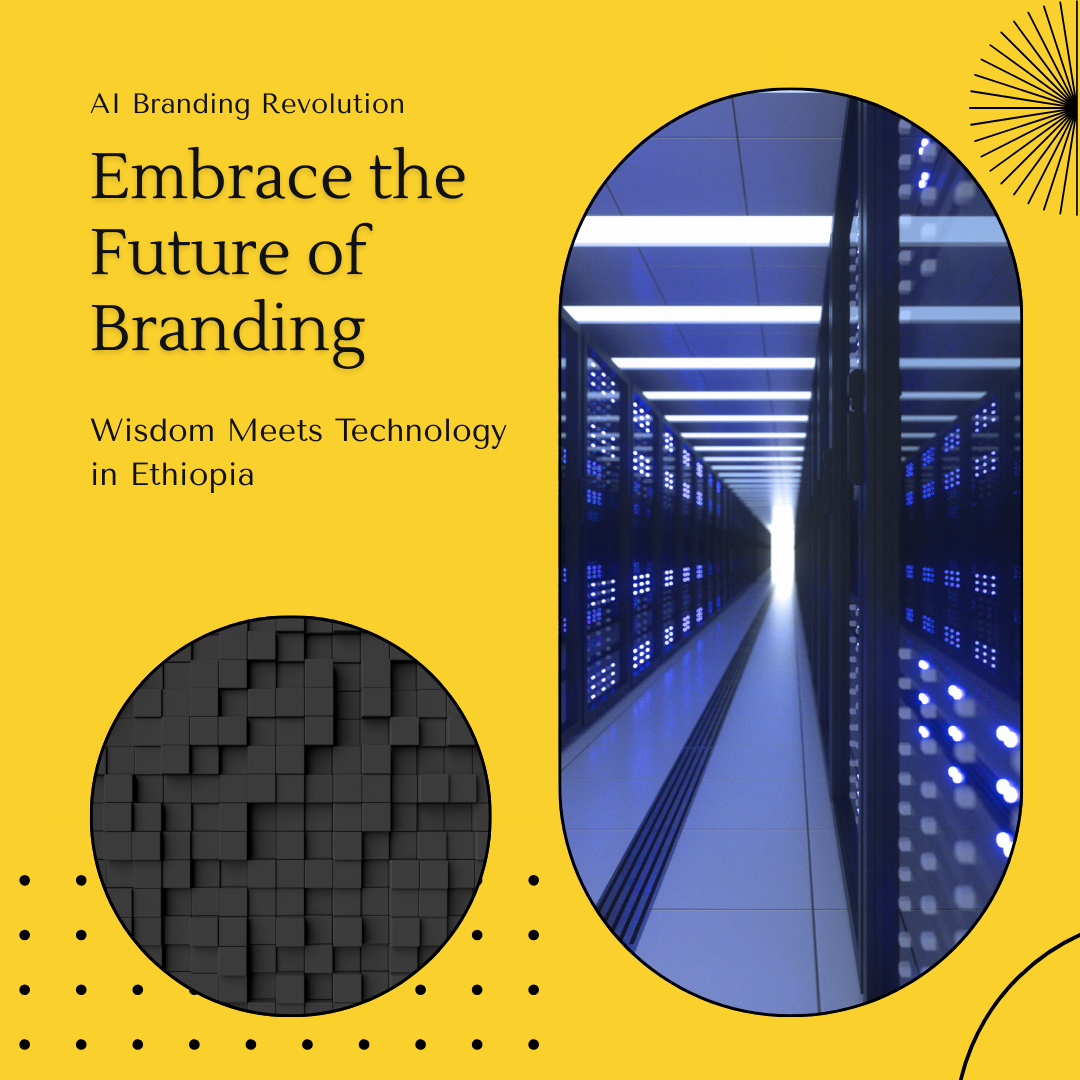 AI Branding Revolution
Embrace the
Future of
Branding
Wisdom Meets Technology
in Ethiopia